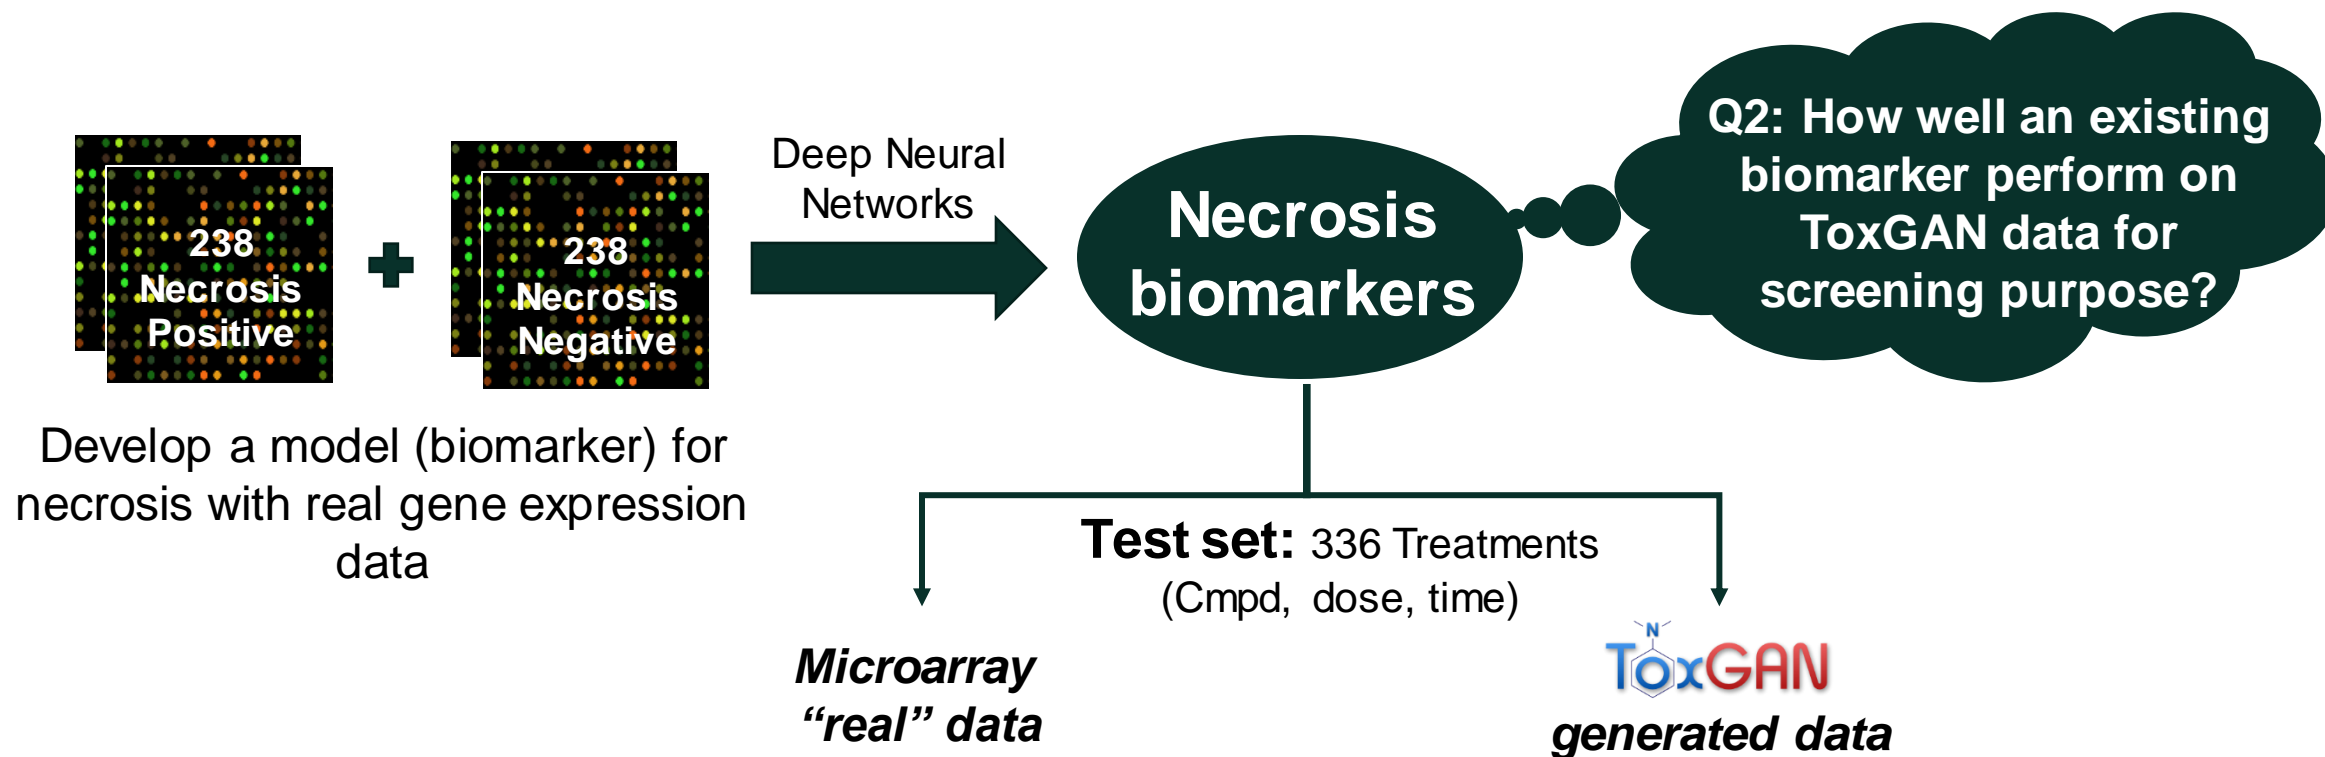 238
Necrosis
Positive
238
Necrosis
Negative
Deep Neural
Networks
Necrosis
biomarkers
Q2: How well an existing
biomarker perform on
ToxGAN data for
screening purpose?
Develop a model (biomarker) for
necrosis with real gene expression
data
Test set: 336 Treatments
(Cmpd, dose, time)
Microarray
“real” data
N
ToxGAN
generated data